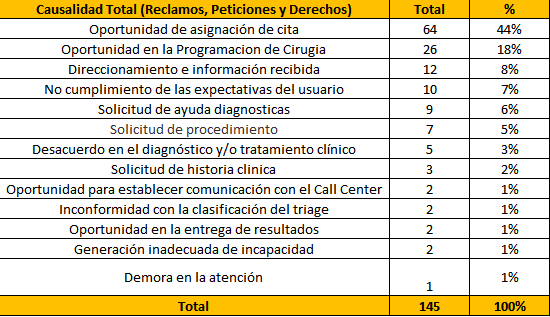 Causalidad Total (Reclamos, Peticiones y Derechos) Total %
Oportunidad de asignación de cita 64 44%
Oportunidad en la Programacion de Cirugia 26 18%
Direccionamiento e información recibida 12 8%
No cumplimiento de las expectativas del usuario 10 7%
Solicitud de ayuda diagnosticas 9 6%
Solicitud de procedimiento 7 5%
Desacuerdo en el diagnóstico y/o tratamiento clínico 5 3%
Solicitud de historia clinica 3 2%
Oportunidad para establecer comunicación con el Call Center 2 1%
Inconformidad con la clasificación del triage 2 1%
Oportunidad en la entrega de resultados 2 1%
Generación inadecuada de incapacidad 2 1%
Demora en la atención 1 1%
Total 145 100%